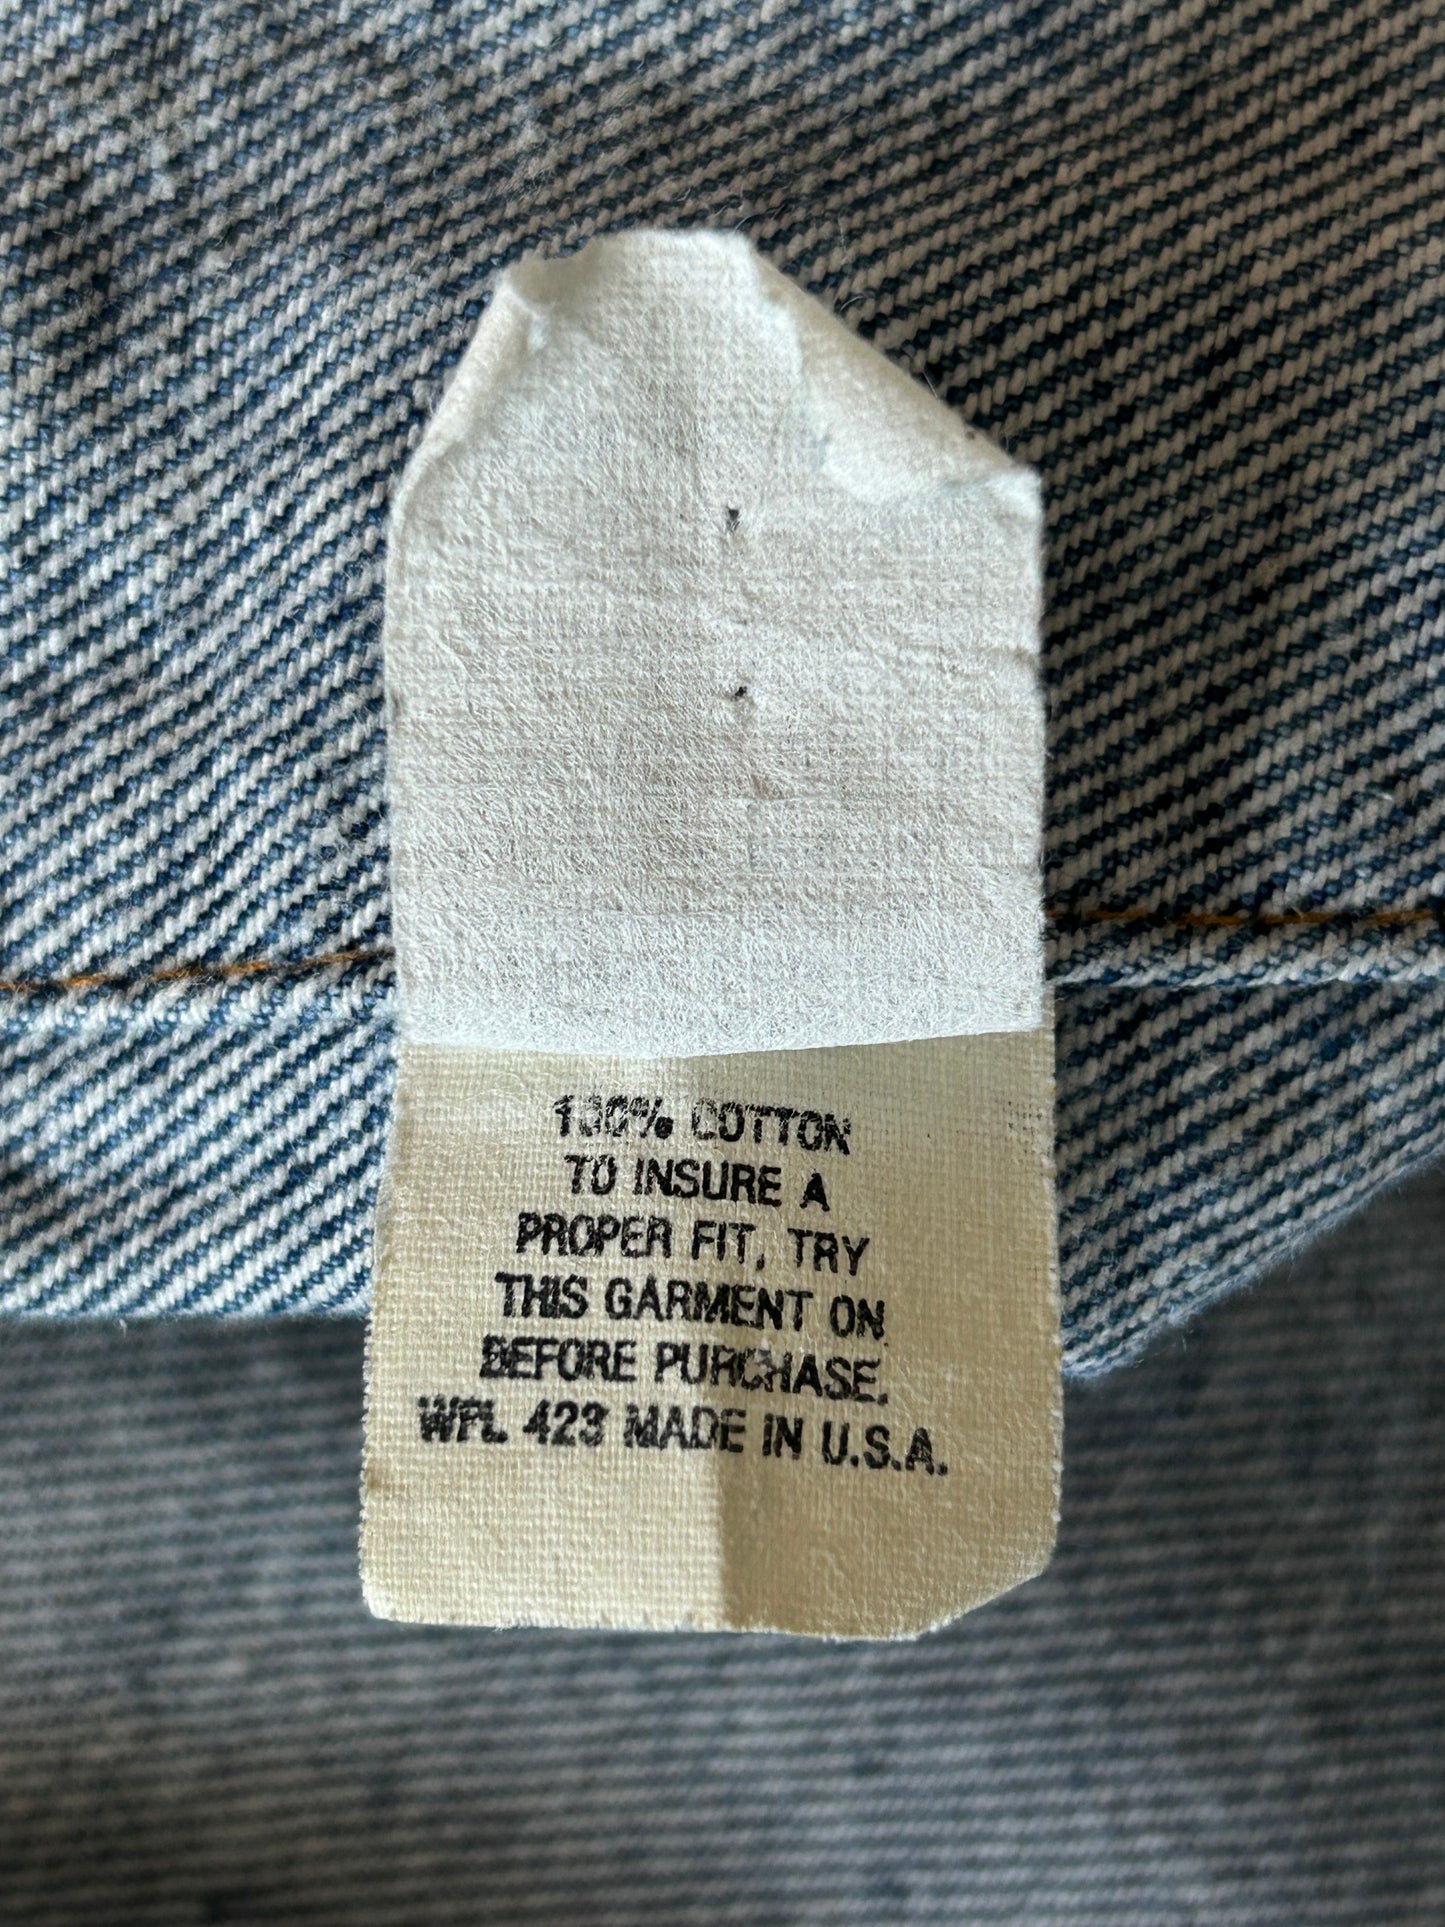 100% COTTON
TO INSURE A
PROPER FIT, TRY
THIS GARMENT ON
BEFORE PURCHASE.
WPL 423 MADE IN U.S.A.